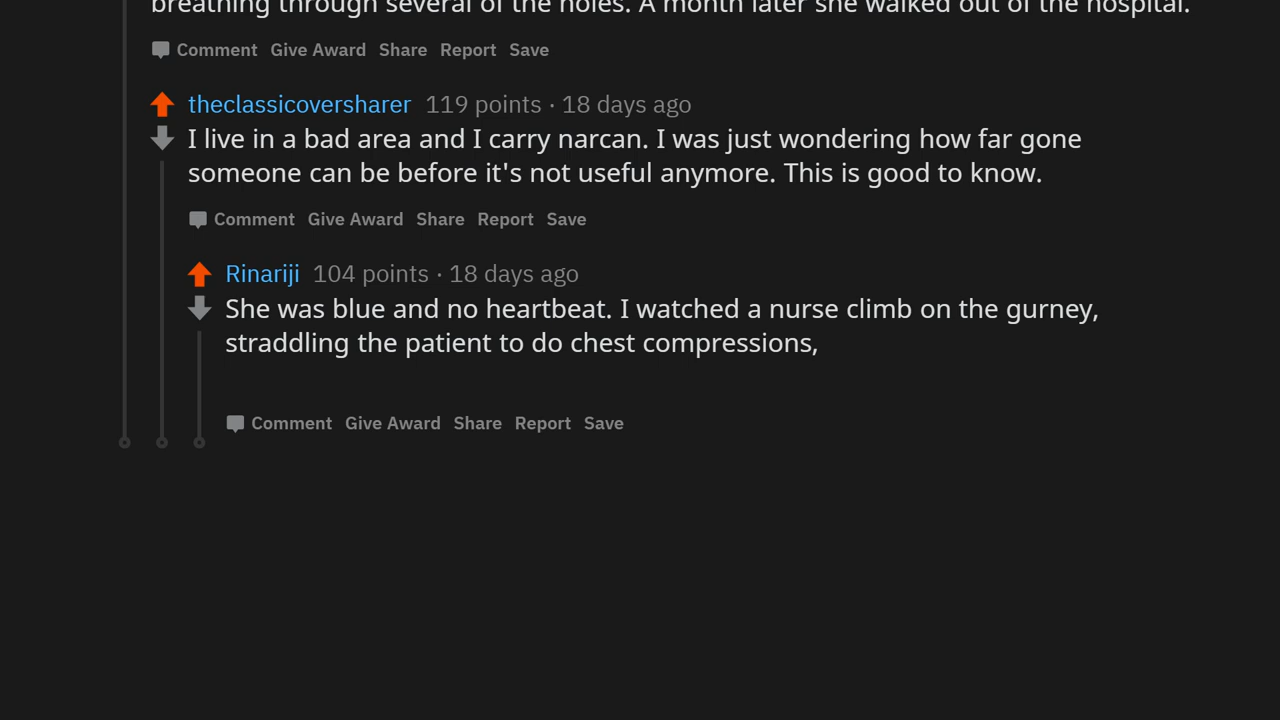 breathing through several of the holes. A month later she walked out of the hospital.
Comment Give Award Share Report Save
theclassicoversharer 119 points · 18 days ago
I live in a bad area and I carry narcan. I was just wondering how far gone
someone can be before it's not useful anymore. This is good to know.
Comment Give Award Share Report Save
Rinariji 104 points · 18 days ago
She was blue and no heartbeat. I watched a nurse climb on the gurney,
straddling the patient to do chest compressions,
Comment Give Award Share Report Save